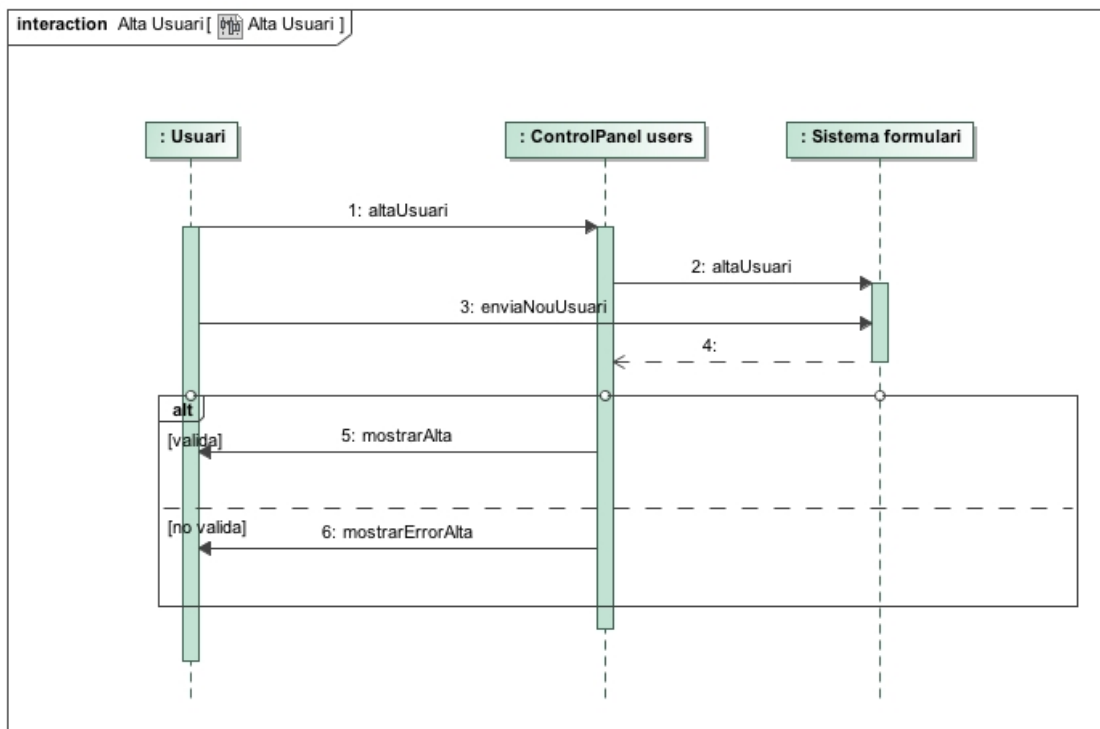 interaction Alta Usuari[ Alta Usuari ]
: Usuari
: ControlPanel users
: Sistema formulari
1: altaUsuari
2: altaUsuari
3: enviaNouUsuari
4:
alt
[valida]
5: mostrarAlta
[no valida]
6: mostrarErrorAlta